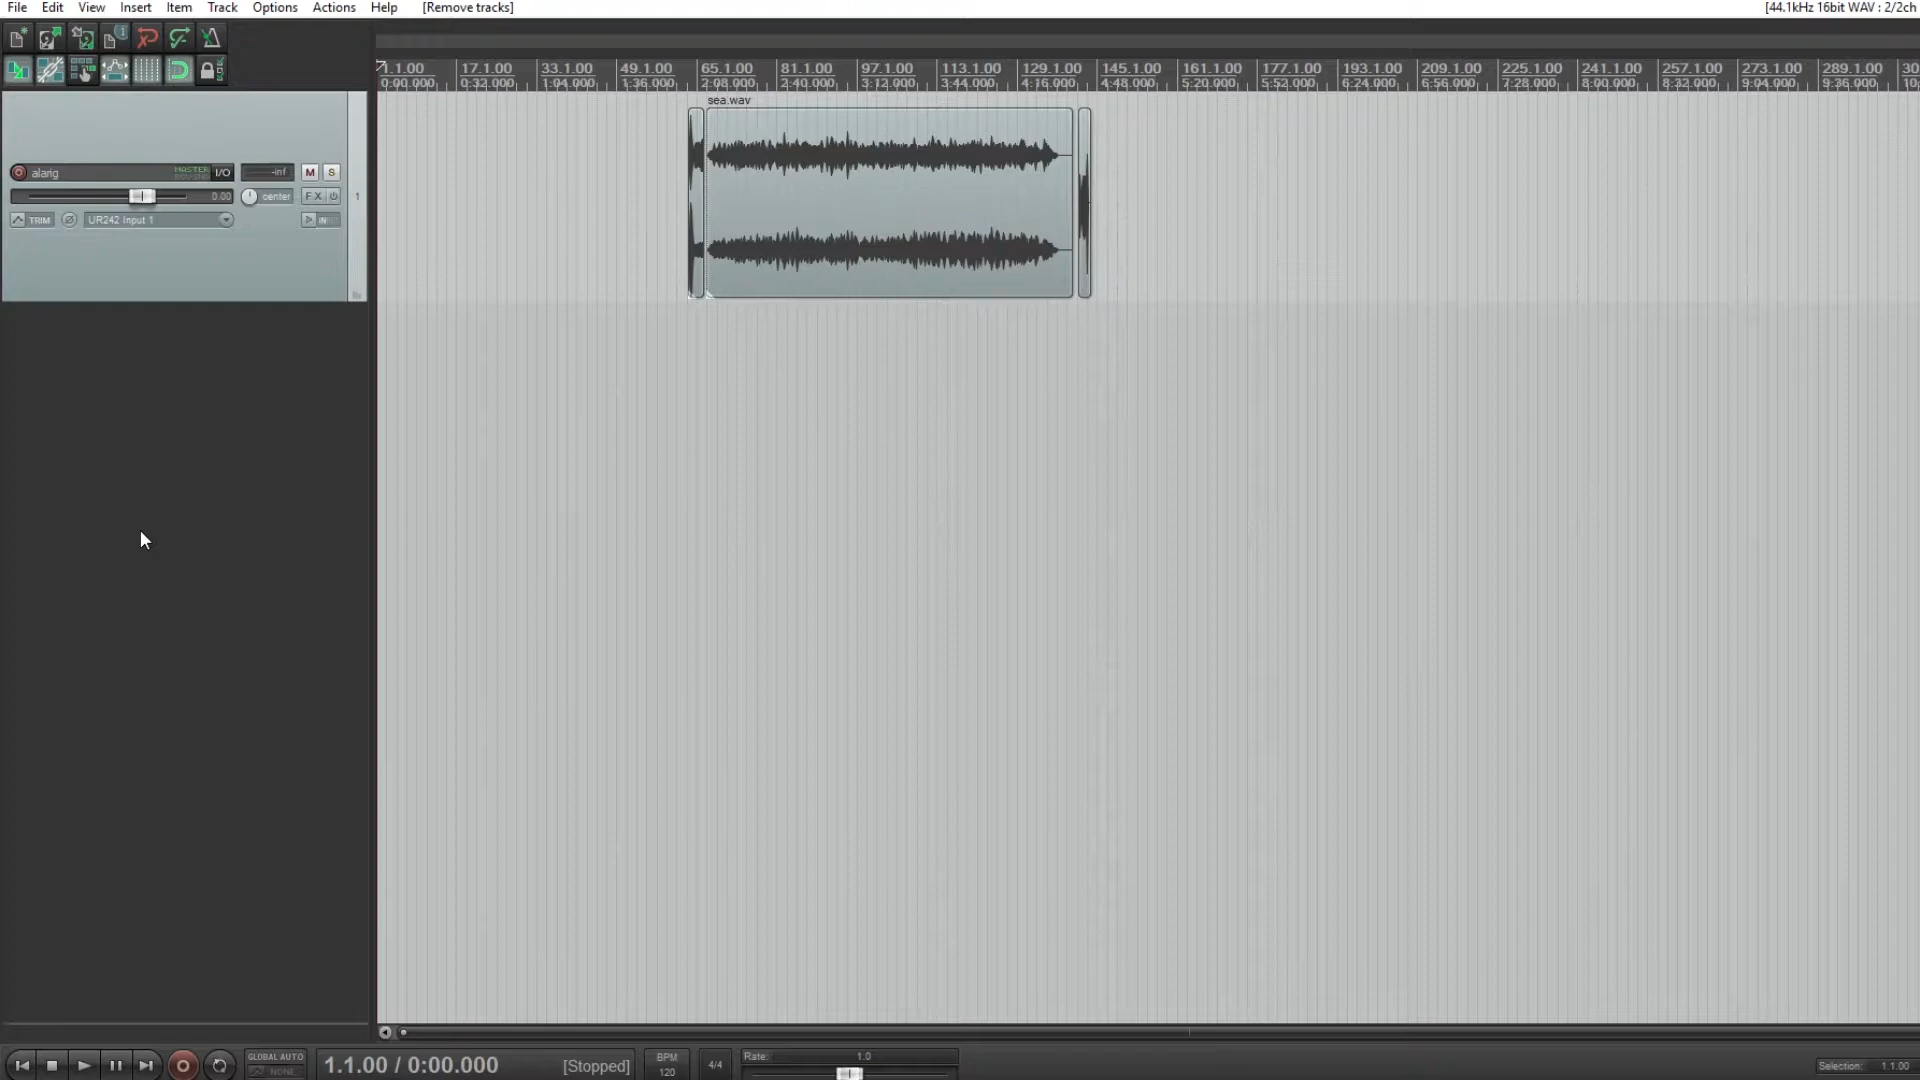 File Edit View Insert Item Track Options Actions Help [Remove tracks] [44.1kHz 16bit WAV : 2/2ch
1.1.00 17.1.00 33.1.00 49.1.00 65.1.00 81.1.00 97.1.00 113.1.00 129.1.00 145.1.00 161.1.00 177.1.00 193.1.00 209.1.00 225.1.00 241.1.00 257.1.00 273.1.00 289.1.00 30
0:00.000 0:32.000 1:04.000 1:36.000 2:08.000 2:40.000 3:12.000 3:44.000 4:16.000 4:48.000 5:20.000 5:52.000 6:24.000 6:56.000 7:28.000 8:00.000 8:32.000 9:04.000 9:36.000 10
sea.wav
MASTER I/O -inf M S
0.00 center FX 1
TRIM Ø UR242 Input 1 IN
GLOBAL AUTO
NONE
1.1.00 / 0:00.000 [Stopped]
BPM
120
4/4
Rate: 1.0
Selection: 1.1.00